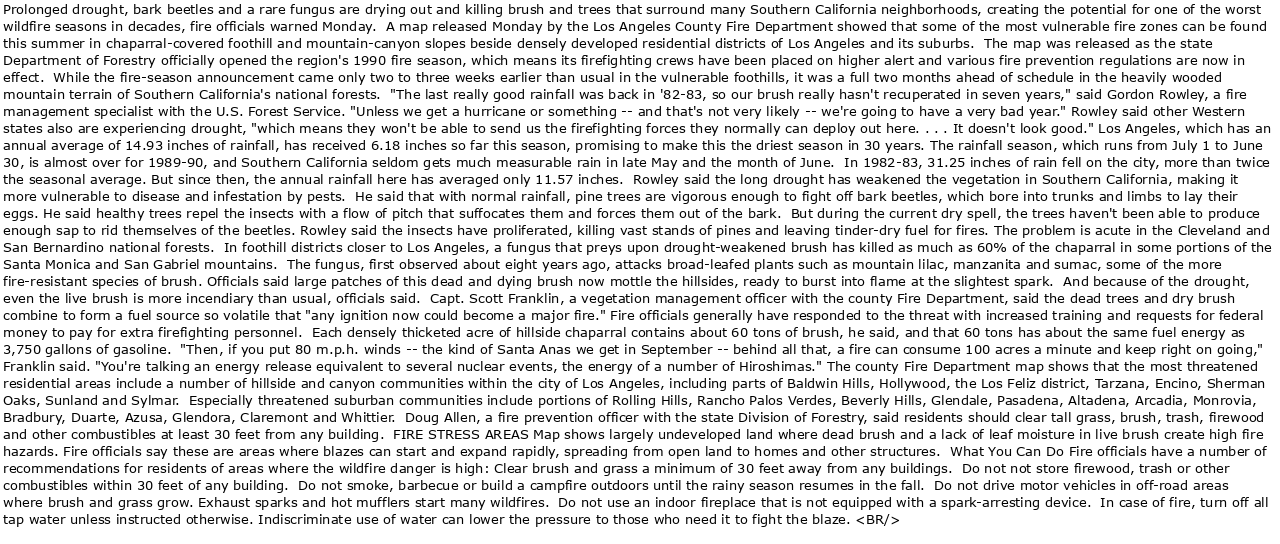 Prolonged drought, bark beetles and a rare fungus are drying out and killing brush and trees that surround many Southern California neighborhoods, creating the potential for one of the worst
wildfire seasons in decades, fire officials warned Monday.  A map released Monday by the Los Angeles County Fire Department showed that some of the most vulnerable fire zones can be found
this summer in chaparral-covered foothill and mountain-canyon slopes beside densely developed residential districts of Los Angeles and its suburbs.  The map was released as the state
Department of Forestry officially opened the region's 1990 fire season, which means its firefighting crews have been placed on higher alert and various fire prevention regulations are now in
effect.  While the fire-season announcement came only two to three weeks earlier than usual in the vulnerable foothills, it was a full two months ahead of schedule in the heavily wooded
mountain terrain of Southern California's national forests.  "The last really good rainfall was back in '82-83, so our brush really hasn't recuperated in seven years," said Gordon Rowley, a fire
management specialist with the U.S. Forest Service. "Unless we get a hurricane or something -- and that's not very likely -- we're going to have a very bad year." Rowley said other Western
states also are experiencing drought, "which means they won't be able to send us the firefighting forces they normally can deploy out here. . . . It doesn't look good." Los Angeles, which has an
annual average of 14.93 inches of rainfall, has received 6.18 inches so far this season, promising to make this the driest season in 30 years. The rainfall season, which runs from July 1 to June
30, is almost over for 1989-90, and Southern California seldom gets much measurable rain in late May and the month of June.  In 1982-83, 31.25 inches of rain fell on the city, more than twice
the seasonal average. But since then, the annual rainfall here has averaged only 11.57 inches.  Rowley said the long drought has weakened the vegetation in Southern California, making it
more vulnerable to disease and infestation by pests.  He said that with normal rainfall, pine trees are vigorous enough to fight off bark beetles, which bore into trunks and limbs to lay their
eggs. He said healthy trees repel the insects with a flow of pitch that suffocates them and forces them out of the bark.  But during the current dry spell, the trees haven't been able to produce
enough sap to rid themselves of the beetles. Rowley said the insects have proliferated, killing vast stands of pines and leaving tinder-dry fuel for fires. The problem is acute in the Cleveland and
San Bernardino national forests.  In foothill districts closer to Los Angeles, a fungus that preys upon drought-weakened brush has killed as much as 60% of the chaparral in some portions of the
Santa Monica and San Gabriel mountains.  The fungus, first observed about eight years ago, attacks broad-leafed plants such as mountain lilac, manzanita and sumac, some of the more
fire-resistant species of brush. Officials said large patches of this dead and dying brush now mottle the hillsides, ready to burst into flame at the slightest spark.  And because of the drought,
even the live brush is more incendiary than usual, officials said.  Capt. Scott Franklin, a vegetation management officer with the county Fire Department, said the dead trees and dry brush
combine to form a fuel source so volatile that "any ignition now could become a major fire." Fire officials generally have responded to the threat with increased training and requests for federal
money to pay for extra firefighting personnel.  Each densely thicketed acre of hillside chaparral contains about 60 tons of brush, he said, and that 60 tons has about the same fuel energy as
3,750 gallons of gasoline.  "Then, if you put 80 m.p.h. winds -- the kind of Santa Anas we get in September -- behind all that, a fire can consume 100 acres a minute and keep right on going,"
Franklin said. "You're talking an energy release equivalent to several nuclear events, the energy of a number of Hiroshimas." The county Fire Department map shows that the most threatened
residential areas include a number of hillside and canyon communities within the city of Los Angeles, including parts of Baldwin Hills, Hollywood, the Los Feliz district, Tarzana, Encino, Sherman
Oaks, Sunland and Sylmar.  Especially threatened suburban communities include portions of Rolling Hills, Rancho Palos Verdes, Beverly Hills, Glendale, Pasadena, Altadena, Arcadia, Monrovia,
Bradbury, Duarte, Azusa, Glendora, Claremont and Whittier.  Doug Allen, a fire prevention officer with the state Division of Forestry, said residents should clear tall grass, brush, trash, firewood
and other combustibles at least 30 feet from any building.  FIRE STRESS AREAS Map shows largely undeveloped land where dead brush and a lack of leaf moisture in live brush create high fire
hazards. Fire officials say these are areas where blazes can start and expand rapidly, spreading from open land to homes and other structures.  What You Can Do Fire officials have a number of
recommendations for residents of areas where the wildfire danger is high: Clear brush and grass a minimum of 30 feet away from any buildings.  Do not not store firewood, trash or other
combustibles within 30 feet of any building.  Do not smoke, barbecue or build a campfire outdoors until the rainy season resumes in the fall.  Do not drive motor vehicles in off-road areas
where brush and grass grow. Exhaust sparks and hot mufflers start many wildfires.  Do not use an indoor fireplace that is not equipped with a spark-arresting device.  In case of fire, turn off all
tap water unless instructed otherwise. Indiscriminate use of water can lower the pressure to those who need it to fight the blaze. <BR/>